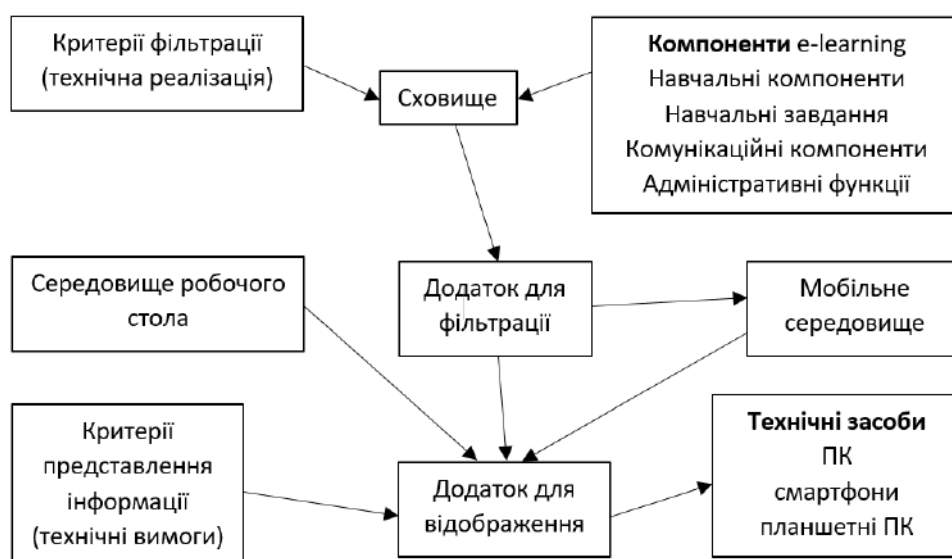 Критерії фільтрації
(технічна реалізація)
Сховище
Компоненти e-learning
Навчальні компоненти
Навчальні завдання
Комунікаційні компоненти
Адміністративні функції
Середовище робочого
стола
Додаток для
фільтрації
Мобільне
середовище
Критерії
представлення
інформації
(технічні вимоги)
Додаток для
відображення
Технічні засоби
ПК
смартфони
планшетні ПК